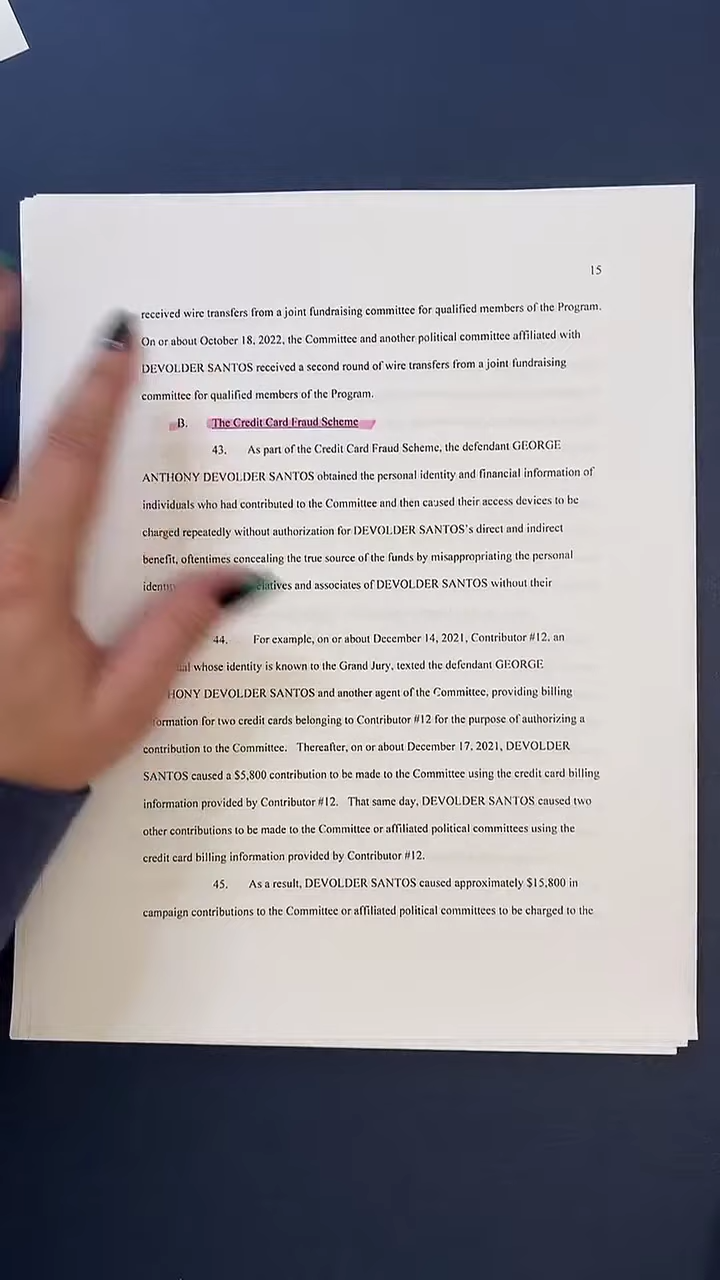 15
received wire transfers from a joint fundraising committee for qualified members of the Program.
On or about October 18, 2022, the Committee and another political committee affiliated with
DEVOLDER SANTOS received a second round of wire transfers from a joint fundraising
committee for qualified members of the Program.
B. The Credit Card Fraud Scheme
43. As part of the Credit Card Fraud Scheme, the defendant GEORGE
ANTHONY DEVOLDER SANTOS obtained the personal identity and financial information of
individuals who had contributed to the Committee and then caused their access devices to be
charged repeatedly without authorization for DEVOLDER SANTOS's direct and indirect
benefit, oftentimes concealing the true source of the funds by misappropriating the personal
and associates of DEVOLDER SANTOS without their
44. For example, on or about December 14, 2021, Contributor #12, an
whose identity is known to the Grand Jury, texted the defendant GEORGE
DEVOLDER SANTOS and another agent of the Committee, providing billing
for two credit cards belonging to Contributor #12 for the purpose of authorizing a
contribution to the Committee. Thereafter, on or about December 17, 2021, DEVOLDER
SANTOS caused a $5,800 contribution to be made to the Committee using the credit card billing
information provided by Contributor #12. That same day, DEVOLDER SANTOS caused two
other contributions to be made to the Committee or affiliated political committees using the
credit card billing information provided by Contributor #12.
45. As a result, DEVOLDER SANTOS caused approximately $15,800 in
campaign contributions to the Committee or affiliated political committees to be charged to the